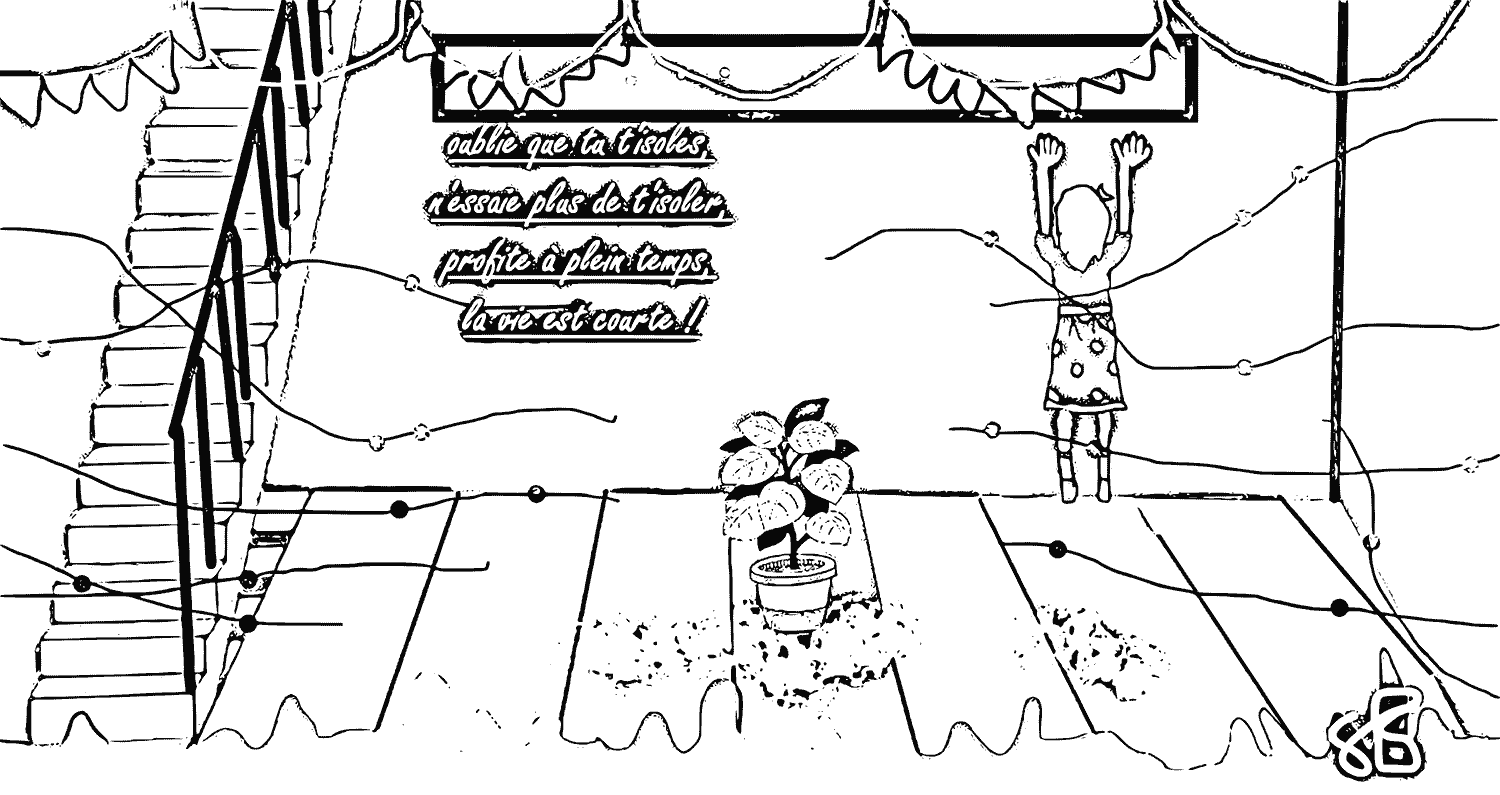 oublie que tu t'isoles,
n'essaie plus de t'isoler,
profite à plein temps,
la vie est courte !